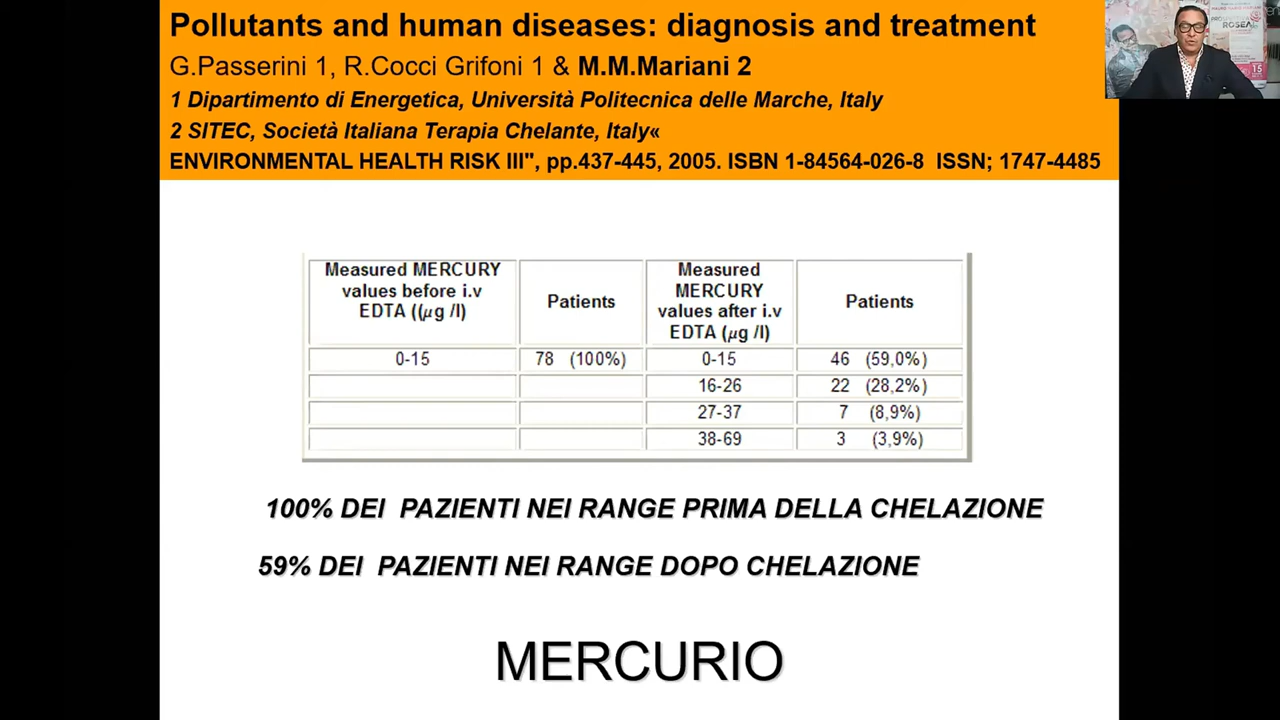 Pollutants and human diseases: diagnosis and treatment
G.Passerini 1, R.Cocci Grifoni 1 & M.M.Mariani 2
1 Dipartimento di Energetica, Università Politecnica delle Marche, Italy
2 SITEC, Società Italiana Terapia Chelante, Italy«
ENVIRONMENTAL HEALTH RISK III", pp.437-445, 2005. ISBN 1-84564-026-8 ISSN; 1747-4485
Measured MERCURY values before i.v EDTA ((µg /l) Patients Measured MERCURY values after i.v EDTA (µg /l) Patients
0-15 78 (100%) 0-15 46 (59,0%)
16-26 22 (28,2%)
27-37 7 (8,9%)
38-69 3 (3,9%)
100% DEI PAZIENTI NEI RANGE PRIMA DELLA CHELAZIONE
59% DEI PAZIENTI NEI RANGE DOPO CHELAZIONE
MERCURIO